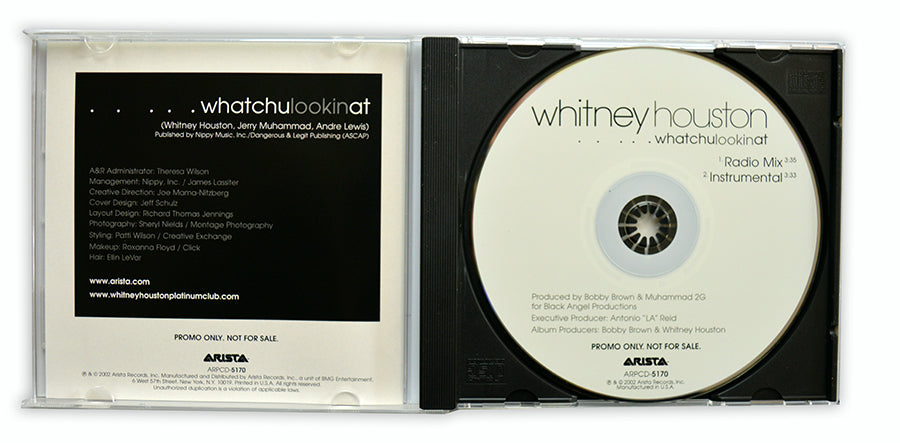 . . . . . whatchulookinat
(Whitney Houston, Jerry Muhammad, Andre Lewis)
Published by Nippy Music, Inc./Dangerous & Legit Publishing (ASCAP)
A&R Administrator: Theresa Wilson
Management: Nippy, Inc. / James Lassiter
Creative Direction: Joe Mama-Nitzberg
Cover Design: Jeff Schulz
Layout Design: Richard Thomas Jennings
Photography: Sheryl Nields / Montage Photography
Styling: Patti Wilson / Creative Exchange
Makeup: Roxanna Floyd / Click
Hair: Ellin LaVar
www.arista.com
www.whitneyhoustonplatinumclub.com
PROMO ONLY. NOT FOR SALE.
ARISTA
ARPCD-5170
℗ & © 2002 Arista Records, Inc. Manufactured and Distributed by Arista Records, Inc., a unit of BMG Entertainment,
6 West 57th Street, New York, N.Y. 10019. Printed in U.S.A. All rights reserved.
Unauthorized duplication is a violation of applicable laws.
whitneyhouston
. . . . . whatchulookinat
1. Radio Mix 3:35
2. Instrumental 3:33
Produced by Bobby Brown & Muhammad 2G
for Black Angel Productions
Executive Producer: Antonio "LA" Reid
Album Producers: Bobby Brown & Whitney Houston
PROMO ONLY. NOT FOR SALE.
ARISTA
ARPCD-5170
℗ & © 2002 Arista Records, Inc.
Manufactured in U.S.A.